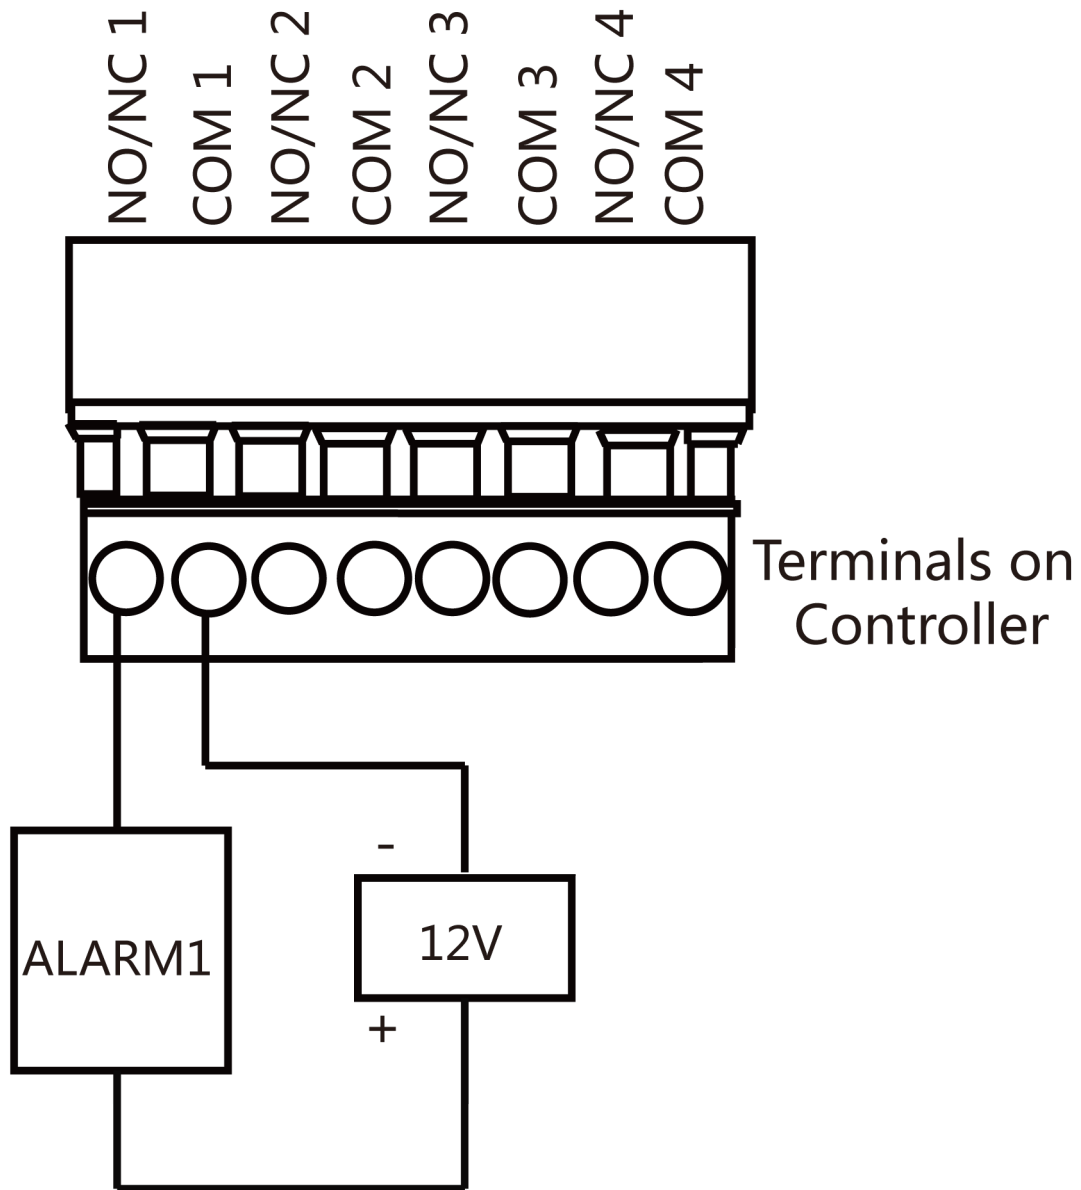 NO/NC 1
COM 1
NO/NC 2
COM 2
NO/NC 3
COM 3
NO/NC 4
COM 4
Terminals on
Controller
-
12V
ALARM1
+